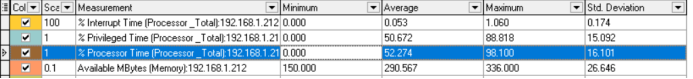 Col Sca Measurement Minimum Average Maximum Std. Deviation
100 % Interrupt Time (Processor _Total):192.168.1.212 0.000 0.053 1.060 0.174
1 % Privileged Time (Processor _Total):192.168.1.21 0.000 50.672 88.818 15.092
1 % Processor Time (Processor _Total):192.168.1.21 0.000 52.274 98.100 16.101
0.1 Available MBytes (Memory):192.168.1.212 150.000 290.567 336.000 26.646